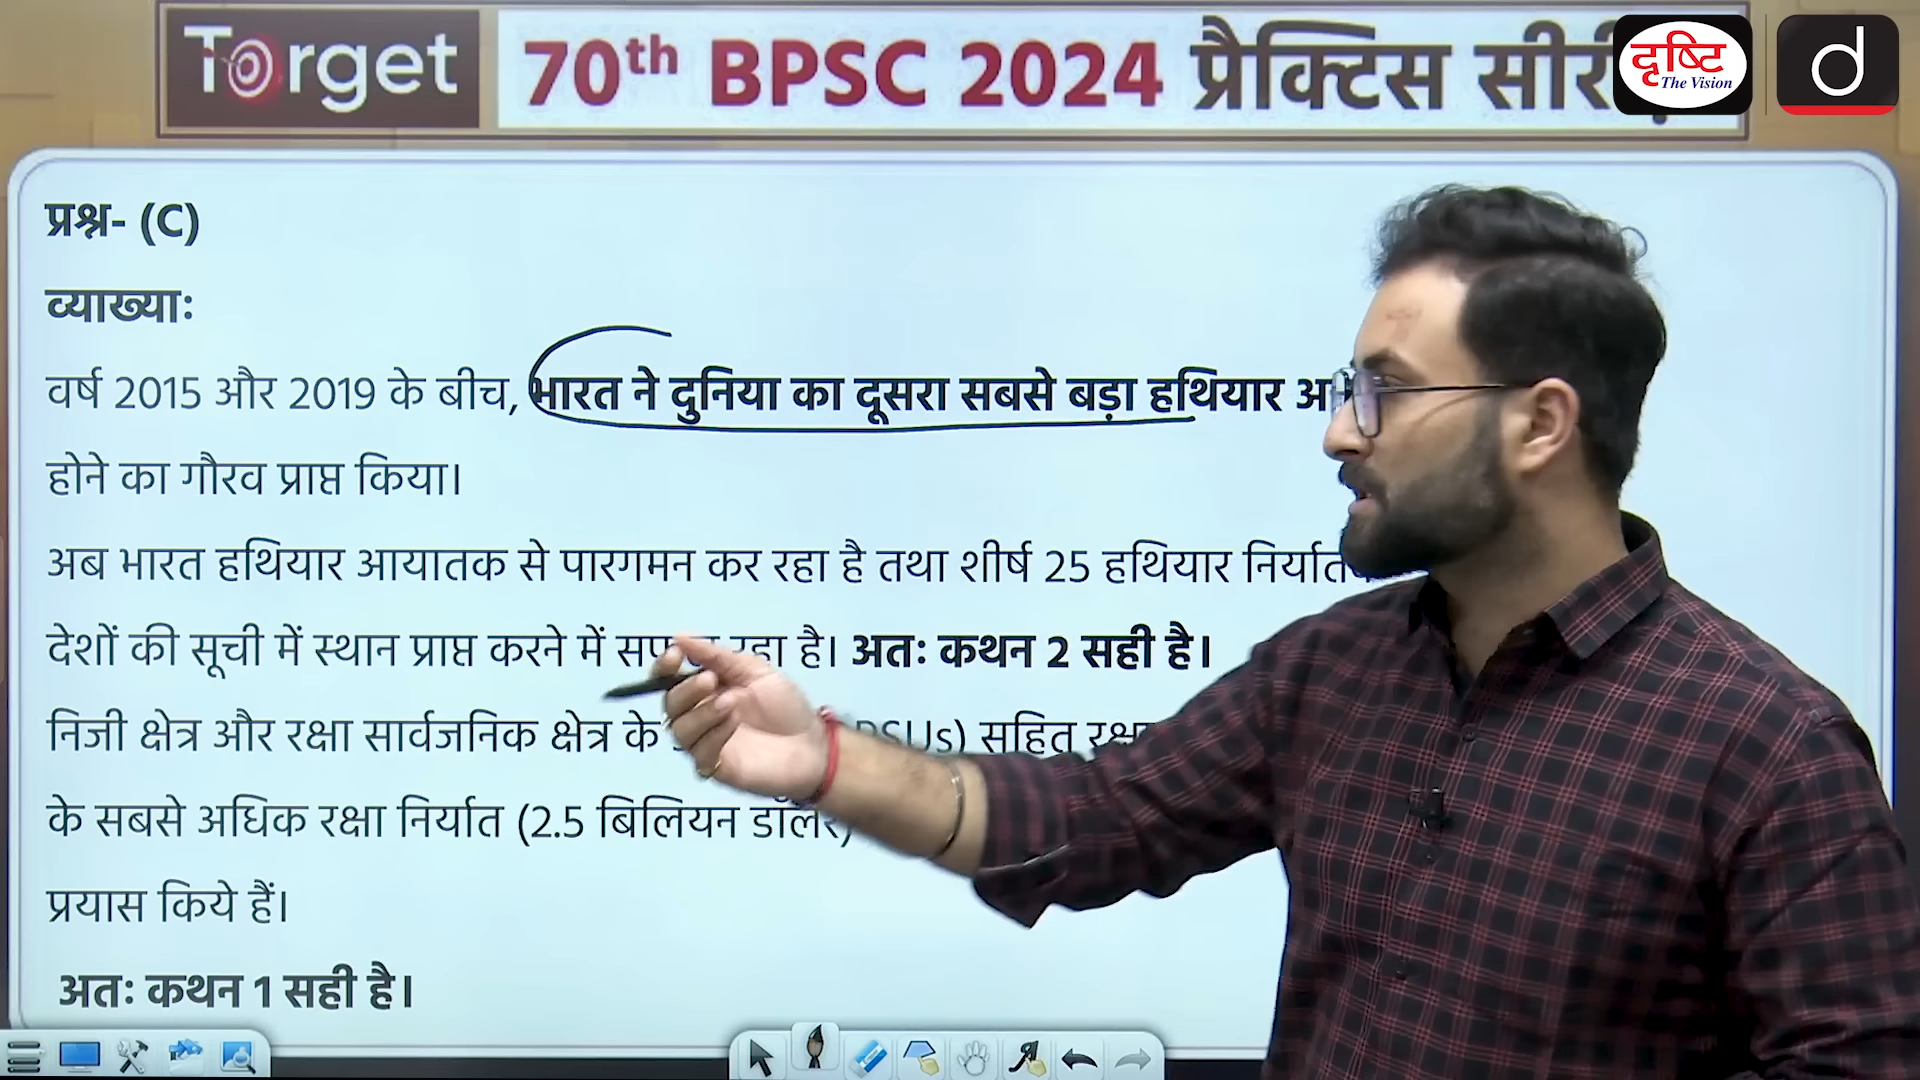 Target
70th BPSC 2024 प्रैक्टिस
दृष्टि
The Vision
d
प्रश्न- (C)
व्याख्याः
वर्ष 2015 और 2019 के बीच, भारत ने दुनिया का दूसरा सबसे बड़ा हथियार
होने का गौरव प्राप्त किया।
अब भारत हथियार आयातक से पारगमन कर रहा है तथा शीर्ष 25 हथियार
देशों की सूची में स्थान प्राप्त करने में रहा है। अतः कथन 2 सही है।
निजी क्षेत्र और रक्षा सार्वजनिक क्षेत्र के सहित
के सबसे अधिक रक्षा निर्यात (2.5 बिलियन डॉलर)
प्रयास किये हैं।
अतः कथन 1 सही है।